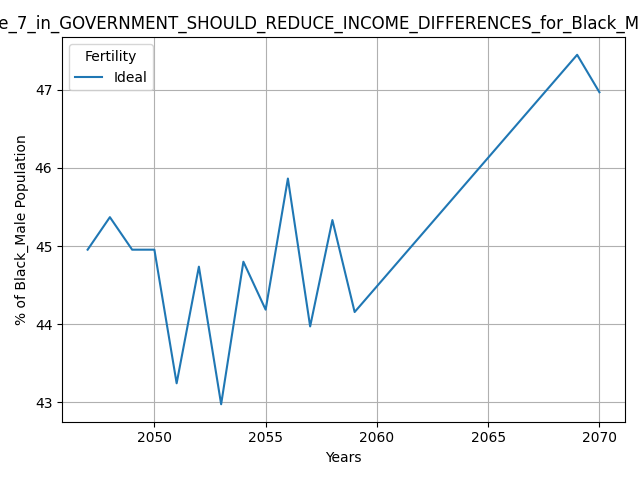 e_7_in_GOVERNMENT_SHOULD_REDUCE_INCOME_DIFFERENCES_for_Black_M
Fertility
Ideal
47
46
45
44
43
% of Black_Male Population
2050 2055 2060 2065 2070
Years